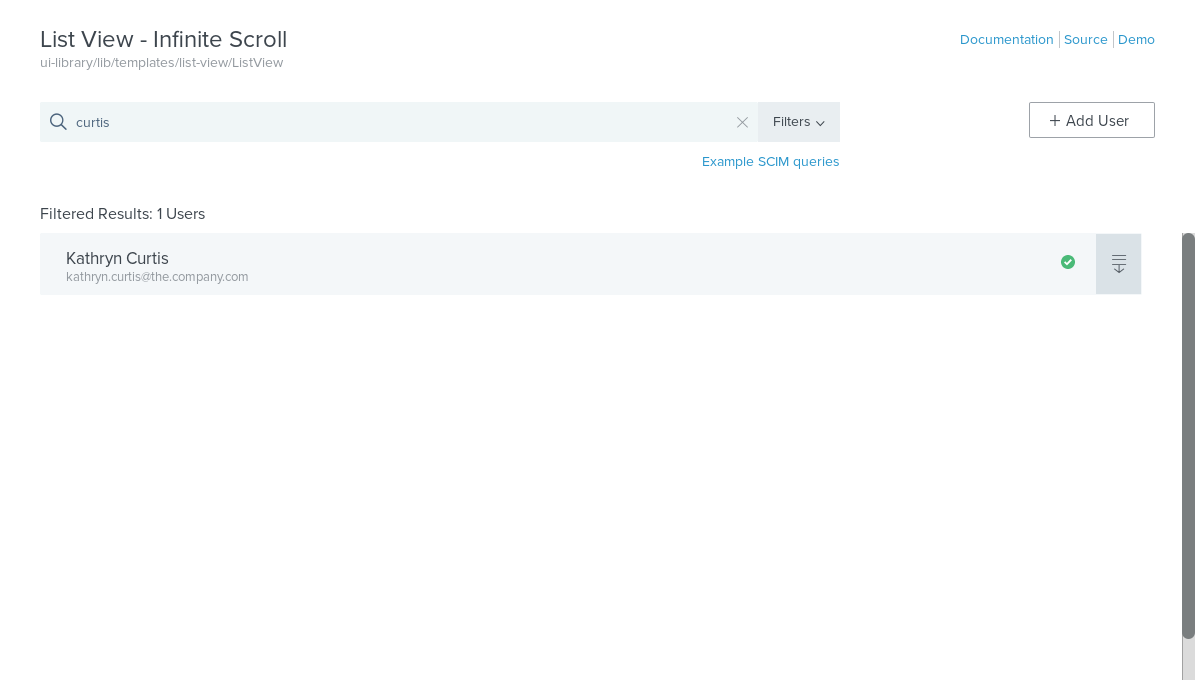 List View - Infinite Scroll
ui-library/lib/templates/list-view/ListView
Documentation Source Demo
curtis
Filters
+ Add User
Example SCIM queries
Filtered Results: 1 Users
Kathryn Curtis
kathryn.curtis@the.company.com